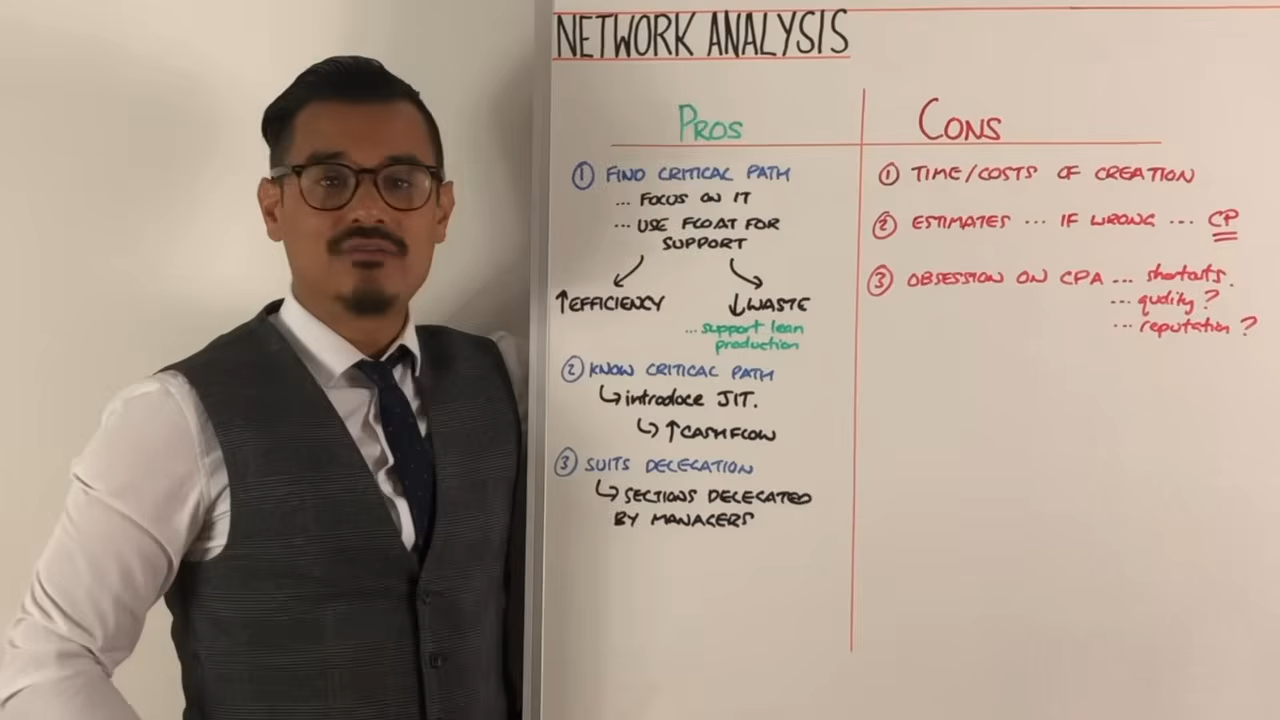 NETWORK ANALYSIS
PROS
① FIND CRITICAL PATH
... FOCUS ON IT
... USE FLOAT FOR
SUPPORT
↑EFFICIENCY
↓WASTE
... support lean
production
② KNOW CRITICAL PATH
↳ introduce JIT.
↳ ↑CASHFLOW
③ SUITS DELEGATION
↳ SECTIONS DELEGATED
BY MANAGERS
CONS
① TIME/COSTS OF CREATION
② ESTIMATES ... IF WRONG ... CP
③ OBSESSION ON CPA ... shortcuts.
... quality?
... reputation?